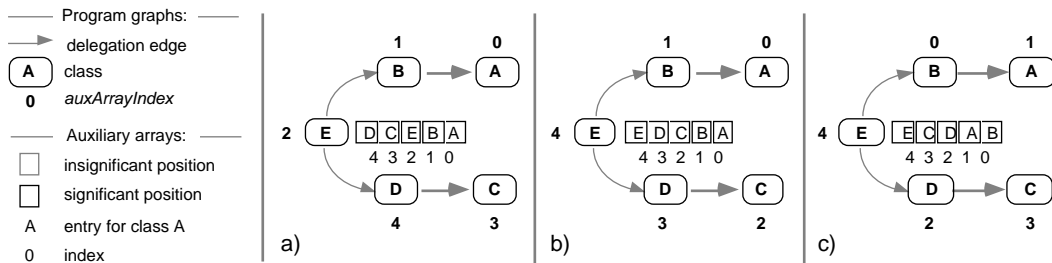 Program graphs:
delegation edge
A class
0 auxArrayIndex
Auxiliary arrays:
insignificant position
significant position
A entry for class A
0 index
1 0
B A
2 E D C E B A
4 3 2 1 0
D C
4 3
a)
1 0
B A
4 E E D C B A
4 3 2 1 0
D C
3 2
b)
0 1
B A
4 E E C D A B
4 3 2 1 0
D C
2 3
c)